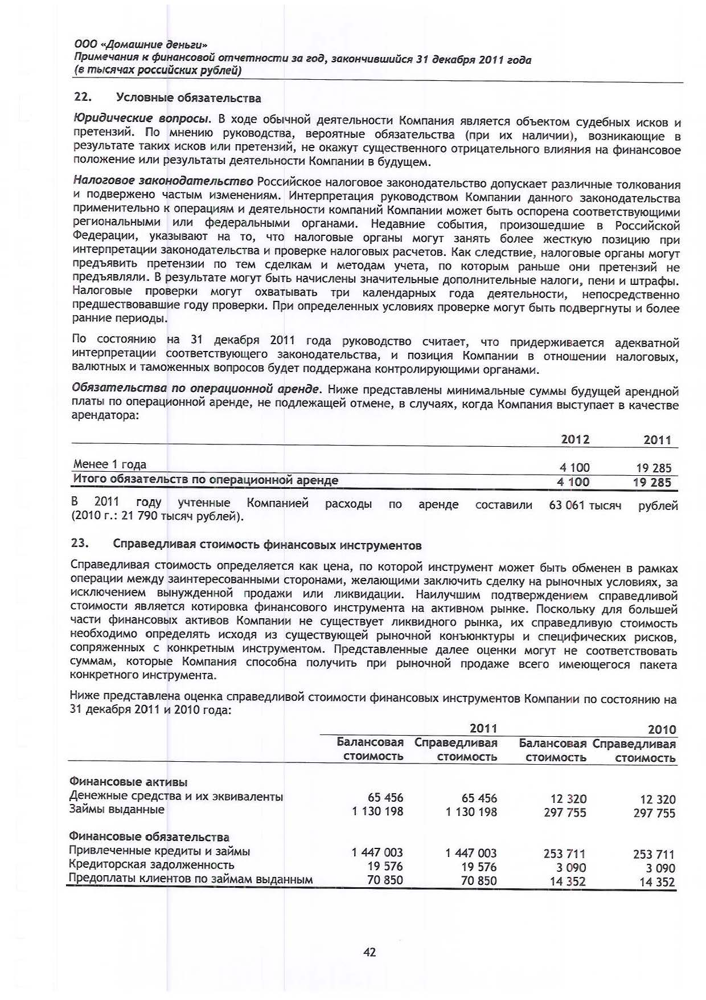 ООО «Домашние деньги»
Примечания к финансовой отчетности за год, закончившийся 31 декабря 2011 года
(в тысячах российских рублей)
22. Условные обязательства
Юридические вопросы. В ходе обычной деятельности Компания является объектом судебных исков и
претензий. По мнению руководства, вероятные обязательства (при их наличии), возникающие в
результате таких исков или претензий, не окажут существенного отрицательного влияния на финансовое
положение или результаты деятельности Компании в будущем.
Налоговое законодательство Российское налоговое законодательство допускает различные толкования
и подвержено частым изменениям. Интерпретация руководством Компании данного законодательства
применительно к операциям и деятельности компаний Компании может быть оспорена соответствующими
региональными или федеральными органами. Недавние события, произошедшие в Российской
Федерации, указывают на то, что налоговые органы могут занять более жесткую позицию при
интерпретации законодательства и проверке налоговых расчетов. Как следствие, налоговые органы могут
предъявить претензии по тем сделкам и методам учета, по которым раньше они претензий не
предъявляли. В результате могут быть начислены значительные дополнительные налоги, пени и штрафы.
Налоговые проверки могут охватывать три календарных года деятельности, непосредственно
предшествовавшие году проверки. При определенных условиях проверке могут быть подвергнуты и более
ранние периоды.
По состоянию на 31 декабря 2011 года руководство считает, что придерживается адекватной
интерпретации соответствующего законодательства, и позиция Компании в отношении налоговых,
валютных и таможенных вопросов будет поддержана контролирующими органами.
Обязательства по операционной аренде. Ниже представлены минимальные суммы будущей арендной
платы по операционной аренде, не подлежащей отмене, в случаях, когда Компания выступает в качестве
арендатора:
2012 2011
Менее 1 года 4 100 19 285
Итого обязательств по операционной аренде 4 100 19 285
В 2011 году учтенные Компанией расходы по аренде составили 63 061 тысяч рублей
(2010 г.: 21 790 тысяч рублей).
23. Справедливая стоимость финансовых инструментов
Справедливая стоимость определяется как цена, по которой инструмент может быть обменен в рамках
операции между заинтересованными сторонами, желающими заключить сделку на рыночных условиях, за
исключением вынужденной продажи или ликвидации. Наилучшим подтверждением справедливой
стоимости является котировка финансового инструмента на активном рынке. Поскольку для большей
части финансовых активов Компании не существует ликвидного рынка, их справедливую стоимость
необходимо определять исходя из существующей рыночной конъюнктуры и специфических рисков,
сопряженных с конкретным инструментом. Представленные далее оценки могут не соответствовать
суммам, которые Компания способна получить при рыночной продаже всего имеющегося пакета
конкретного инструмента.
Ниже представлена оценка справедливой стоимости финансовых инструментов Компании по состоянию на
31 декабря 2011 и 2010 года:
2011 2010
Балансовая Справедливая Балансовая Справедливая
стоимость стоимость стоимость стоимость
Финансовые активы
Денежные средства и их эквиваленты 65 456 65 456 12 320 12 320
Займы выданные 1 130 198 1 130 198 297 755 297 755
Финансовые обязательства
Привлеченные кредиты и займы 1 447 003 1 447 003 253 711 253 711
Кредиторская задолженность 19 576 19 576 3 090 3 090
Предоплаты клиентов по займам выданным 70 850 70 850 14 352 14 352
42